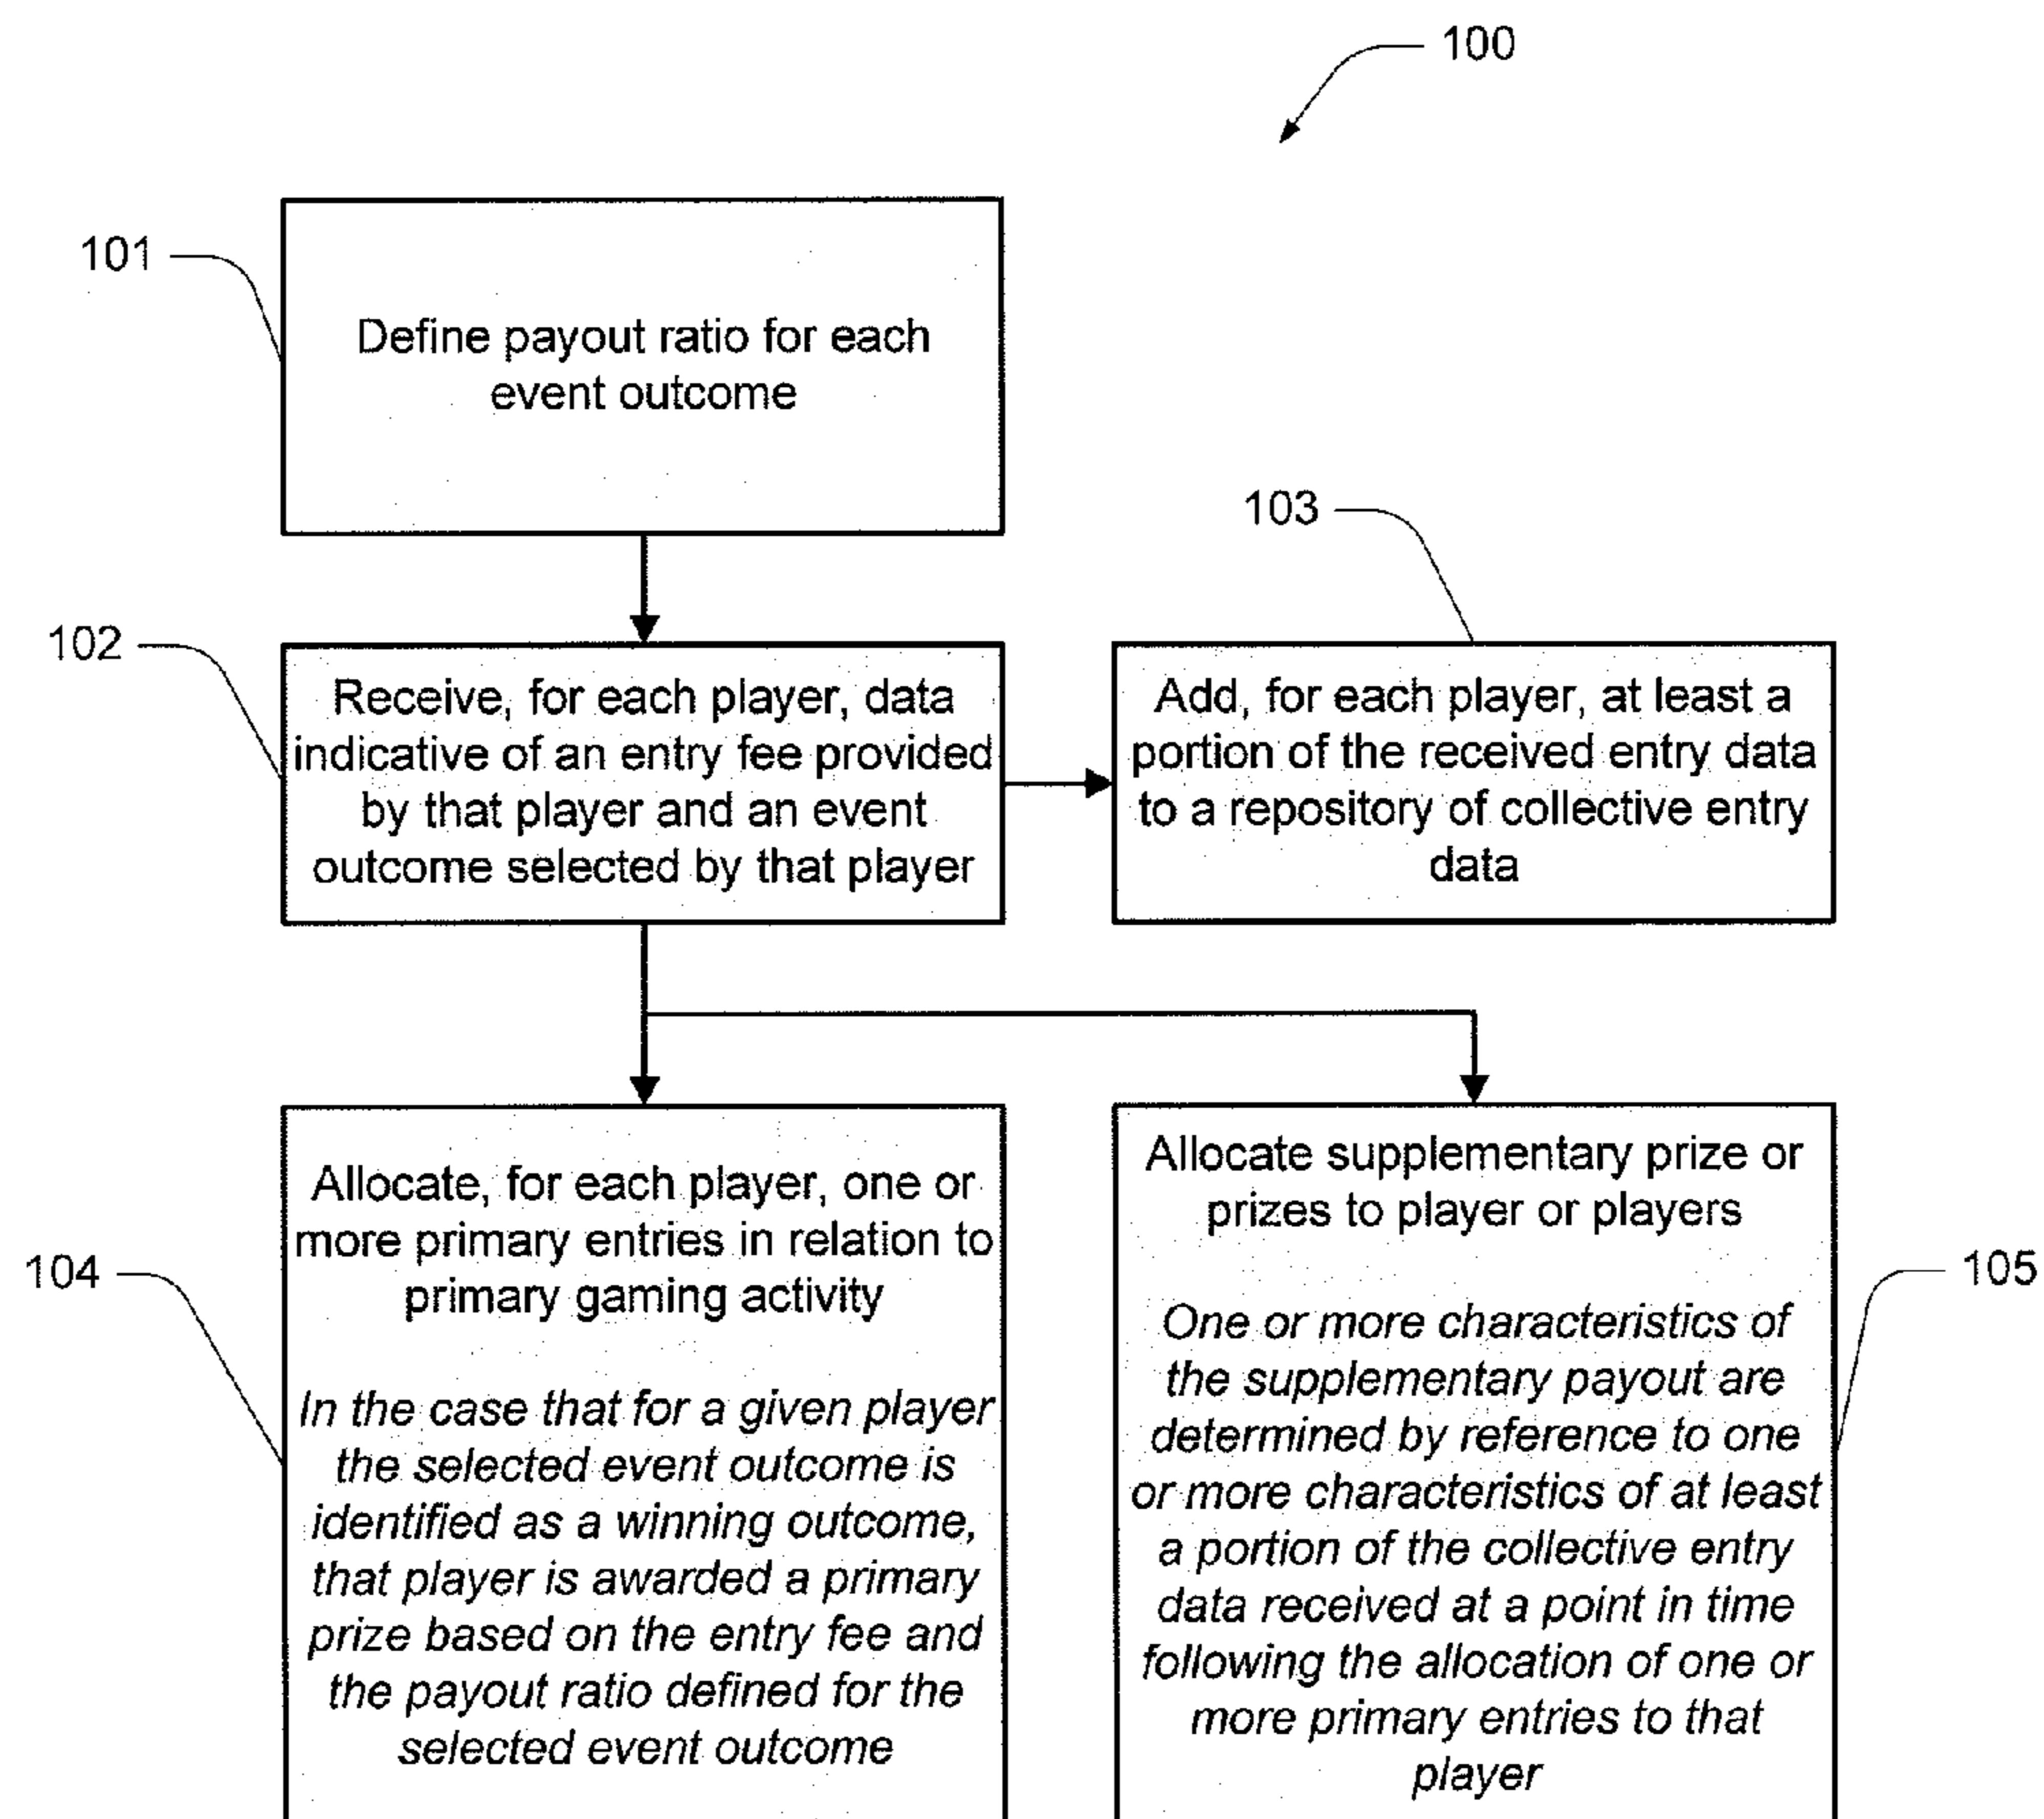 100
101
Define payout ratio for each
event outcome
103
102
Receive, for each player, data
indicative of an entry fee provided
by that player and an event
outcome selected by that player
Add, for each player, at least a
portion of the received entry data
to a repository of collective entry
data
104
Allocate, for each player, one or
more primary entries in relation to
primary gaming activity
In the case that for a given player
the selected event outcome is
identified as a winning outcome,
that player is awarded a primary
prize based on the entry fee and
the payout ratio defined for the
selected event outcome
105
Allocate supplementary prize or
prizes to player or players
One or more characteristics of
the supplementary payout are
determined by reference to one
or more characteristics of at least
a portion of the collective entry
data received at a point in time
following the allocation of one or
more primary entries to that
player